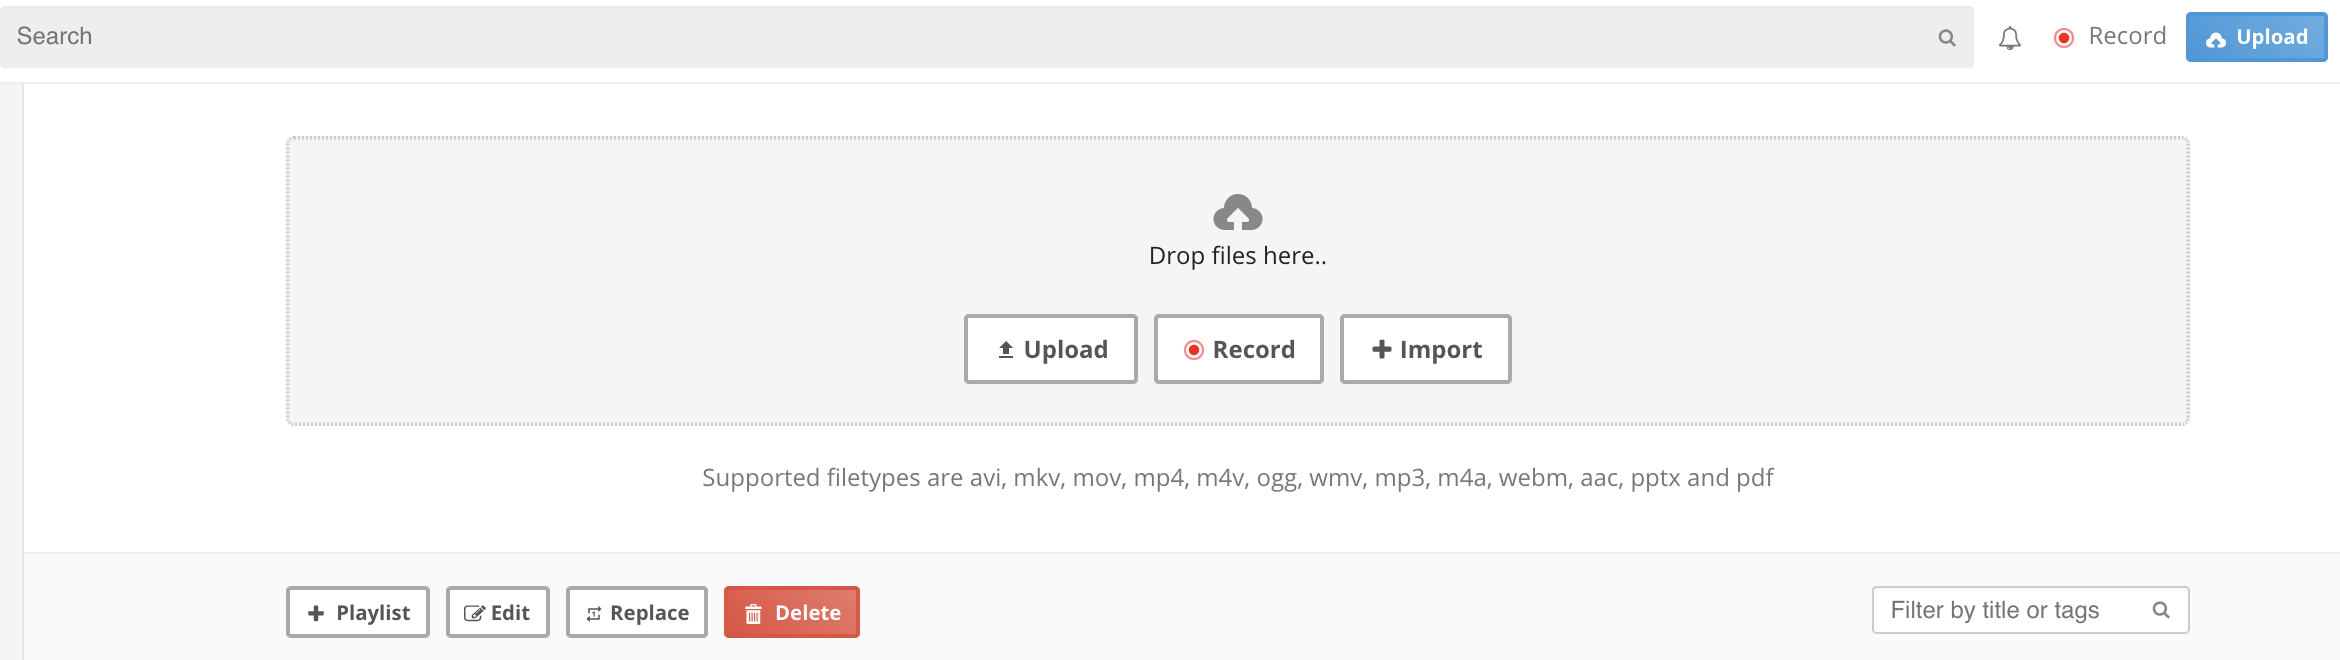 Search Record Upload
Drop files here..
Upload Record Import
Supported filetypes are avi, mkv, mov, mp4, m4v, ogg, wmv, mp3, m4a, webm, aac, pptx and pdf
Playlist Edit Replace Delete Filter by title or tags